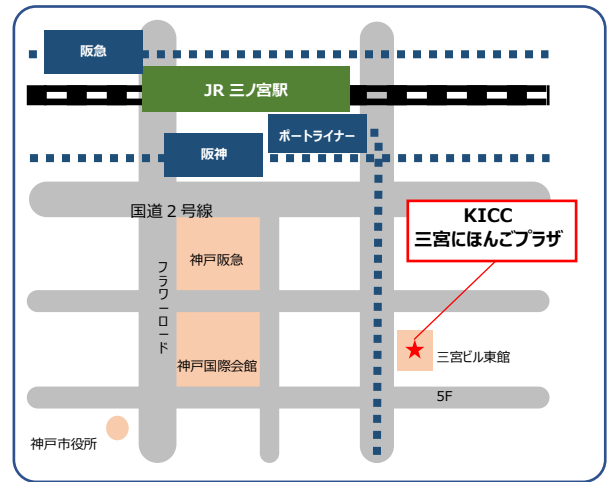 阪急
JR 三ノ宮駅
ポートライナー
阪神
国道２号線
KICC
三宮にほんごプラザ
神戸阪急
フラワーロード
神戸国際会館
三宮ビル東館
5F
神戸市役所